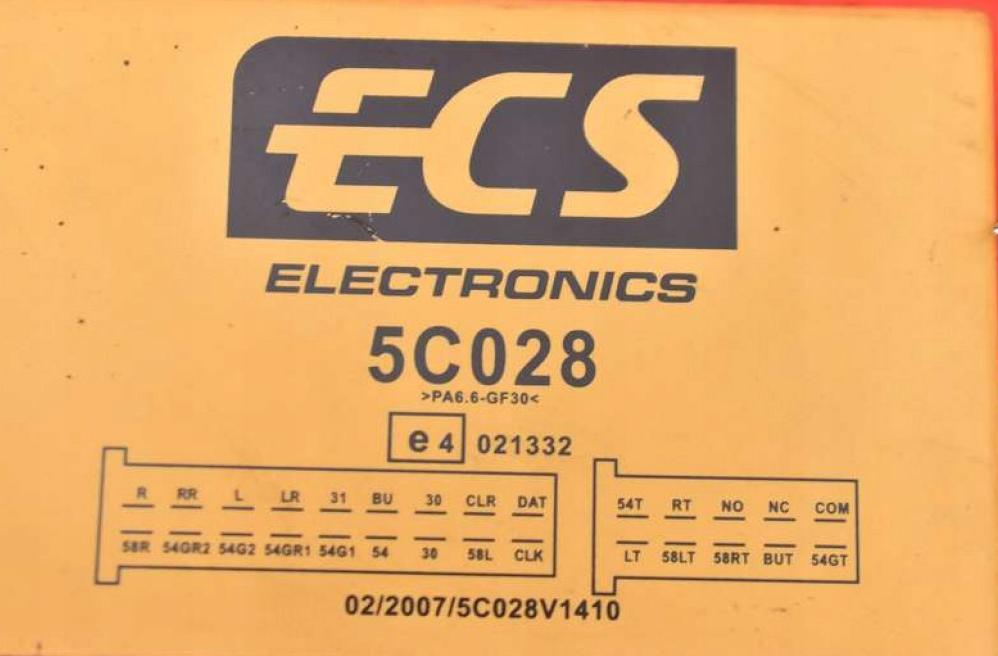 ECS
ELECTRONICS
5C028
>PA6.6-GF30<
e4 021332
R RR L LR 31 BU 30 CLR DAT
58R 54GR2 54G2 54GR1 54G1 54 30 58L CLK
54T RT NO NC COM
LT 58LT 58RT BUT 54GT
02/2007/5C028V1410